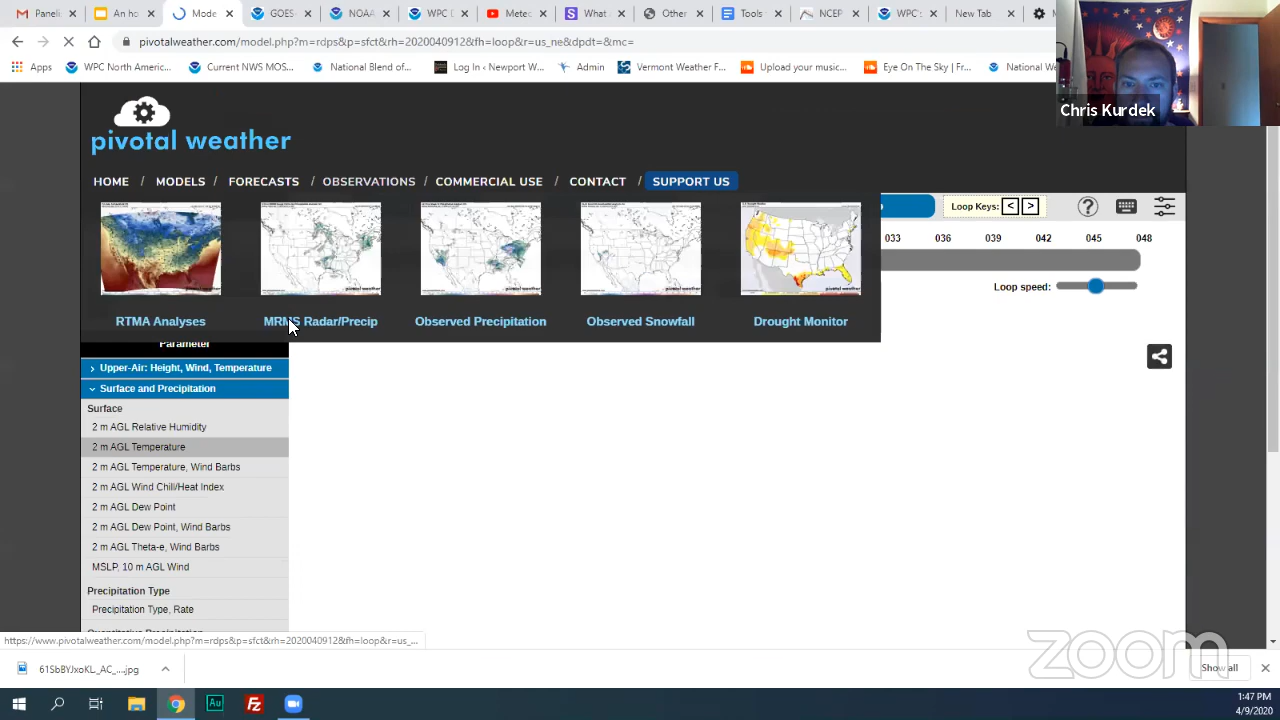 Paneli
An ho
Mode
GOES
NOAA
WPC I
Metec
What
Other
Tools
NCEP
New Tab
M
pivotalweather.com/model.php?m=rdps&p=sfct&rh=2020040912&fh=loop&r=us_ne&dpdt=&mc=
Apps
WPC North Americ...
Current NWS MOS...
National Blend of...
Log In ‹ Newport W...
Admin
Vermont Weather F...
Upload your music...
Eye On The Sky | Fr...
National We
Chris Kurdek
pivotal weather
HOME / MODELS / FORECASTS / OBSERVATIONS / COMMERCIAL USE / CONTACT / SUPPORT US
Loop Keys: < >
033 036 039 042 045 048
Loop speed:
RTMA Analyses
MRMS Radar/Precip
Observed Precipitation
Observed Snowfall
Drought Monitor
Parameter
Upper-Air: Height, Wind, Temperature
Surface and Precipitation
Surface
2 m AGL Relative Humidity
2 m AGL Temperature
2 m AGL Temperature, Wind Barbs
2 m AGL Wind Chill/Heat Index
2 m AGL Dew Point
2 m AGL Dew Point, Wind Barbs
2 m AGL Theta-e, Wind Barbs
MSLP, 10 m AGL Wind
Precipitation Type
Precipitation Type, Rate
https://www.pivotalweather.com/model.php?m=rdps&p=sfct&rh=2020040912&fh=loop&r=us_...
61SbBYJxoKL_AC_....jpg
Show all
zoom
1:47 PM
4/9/2020